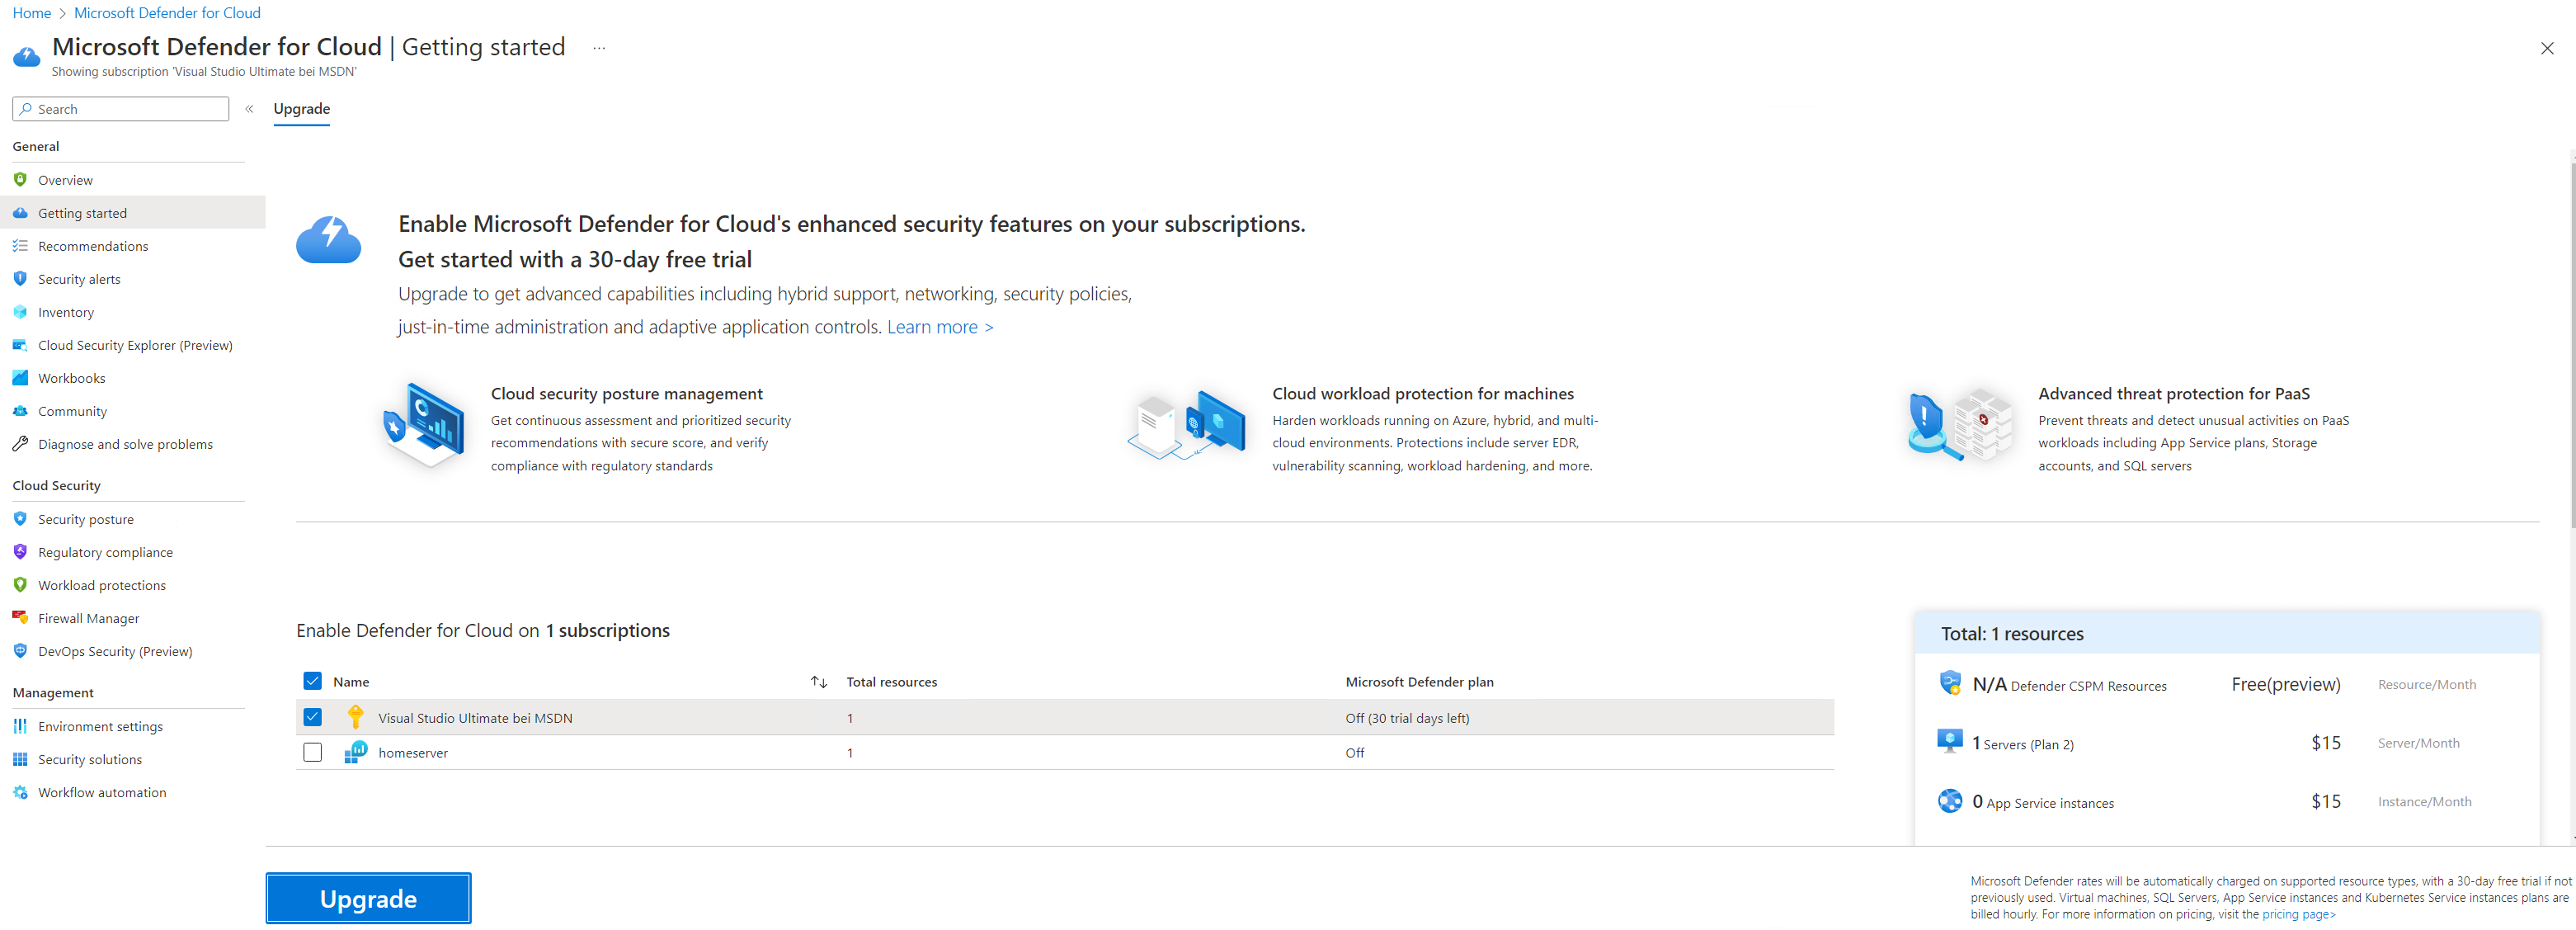 Home > Microsoft Defender for Cloud
Microsoft Defender for Cloud | Getting started ...
Showing subscription 'Visual Studio Ultimate bei MSDN'
Search
«
General
Overview
Getting started
Recommendations
Security alerts
Inventory
Cloud Security Explorer (Preview)
Workbooks
Community
Diagnose and solve problems
Cloud Security
Security posture
Regulatory compliance
Workload protections
Firewall Manager
DevOps Security (Preview)
Management
Environment settings
Security solutions
Workflow automation
Upgrade
Enable Microsoft Defender for Cloud's enhanced security features on your subscriptions.
Get started with a 30-day free trial
Upgrade to get advanced capabilities including hybrid support, networking, security policies,
just-in-time administration and adaptive application controls. Learn more >
Cloud security posture management
Get continuous assessment and prioritized security
recommendations with secure score, and verify
compliance with regulatory standards
Cloud workload protection for machines
Harden workloads running on Azure, hybrid, and multi-
cloud environments. Protections include server EDR,
vulnerability scanning, workload hardening, and more.
Advanced threat protection for PaaS
Prevent threats and detect unusual activities on PaaS
workloads including App Service plans, Storage
accounts, and SQL servers
Enable Defender for Cloud on 1 subscriptions
Name ↑↓ Total resources Microsoft Defender plan
Visual Studio Ultimate bei MSDN 1 Off (30 trial days left)
homeserver 1 Off
Total: 1 resources
N/A Defender CSPM Resources Free(preview) Resource/Month
1 Servers (Plan 2) $15 Server/Month
0 App Service instances $15 Instance/Month
Upgrade
Microsoft Defender rates will be automatically charged on supported resource types, with a 30-day free trial if not
previously used. Virtual machines, SQL Servers, App Service instances and Kubernetes Service instances plans are
billed hourly. For more information on pricing, visit the pricing page>